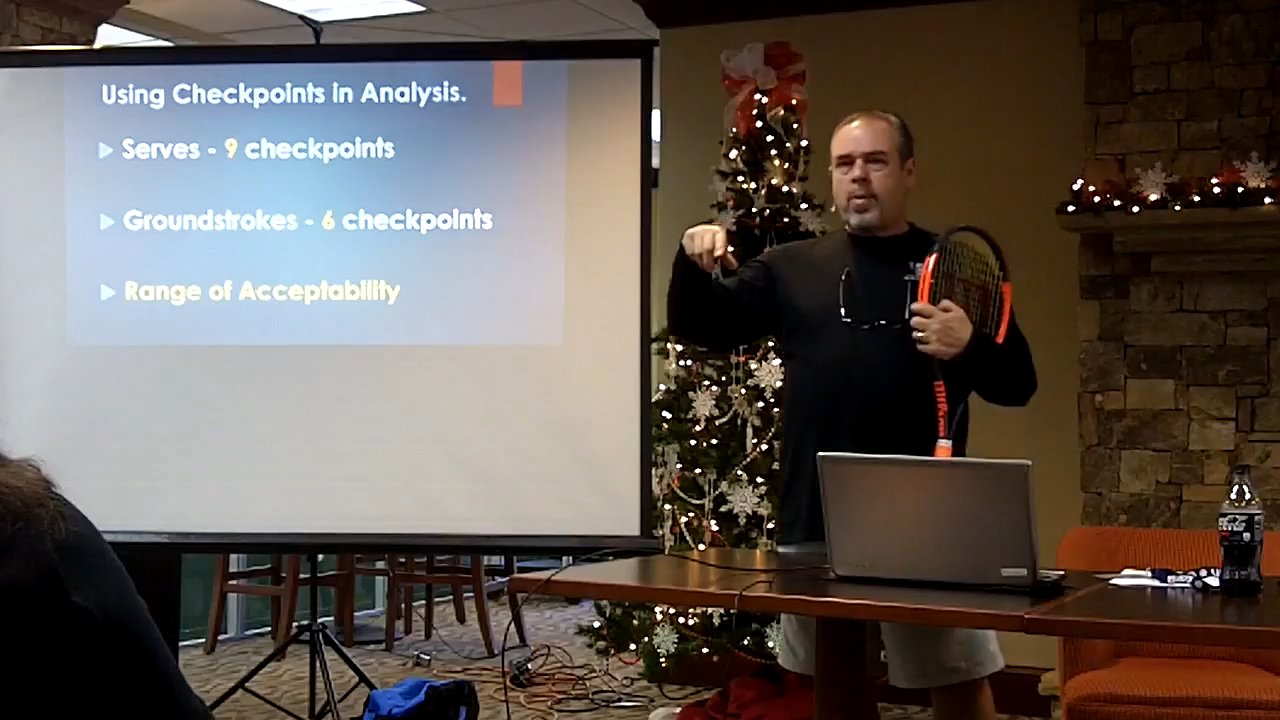 Using Checkpoints in Analysis.
Serves - 9 checkpoints
Groundstrokes - 6 checkpoints
Range of Acceptability